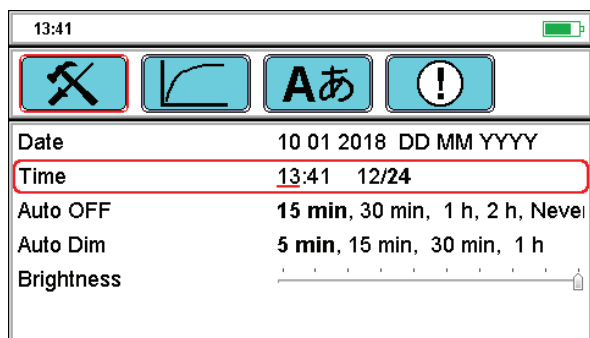 13:41
Aあ
Date 10 01 2018 DD MM YYYY
Time 13:41 12/24
Auto OFF 15 min, 30 min, 1 h, 2 h, Never
Auto Dim 5 min, 15 min, 30 min, 1 h
Brightness